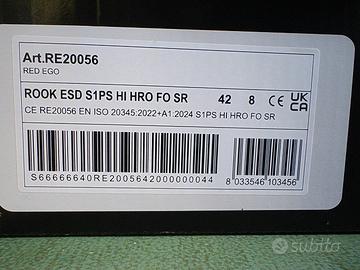 Art.RE20056
RED EGO
ROOK ESD S1PS HI HRO FO SR 42 8 CE UK CA
CE RE20056 EN ISO 20345:2022+A1:2024 S1PS HI HRO FO SR
S66666640RE2005642000000044
8 033546 103456
subito